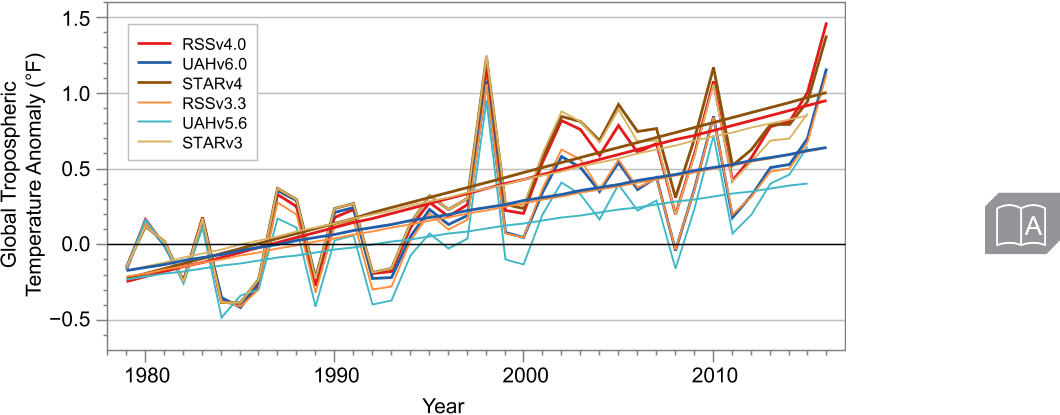 Global Tropospheric
Temperature Anomaly (°F)
1.5
1.0
0.5
0.0
−0.5
RSSv4.0
UAHv6.0
STARv4
RSSv3.3
UAHv5.6
STARv3
1980
1990
2000
2010
Year
A